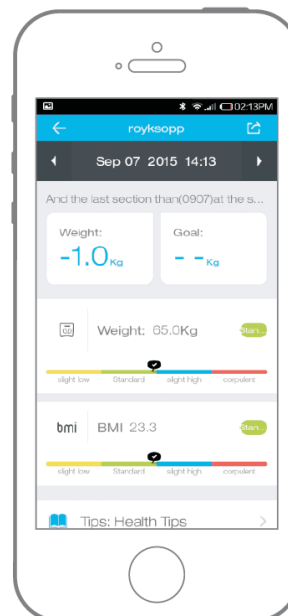 02:13PM
royksopp
Sep 07 2015 14:13
And the last section than(0907)at the s...
Weight: Goal:
-1.0 Kg - - Kg
Weight: 65.0Kg Stan...
slight low Standard slight high corpulent
bmi BMI 23.3 Stan...
slight low Standard slight high corpulent
Tips: Health Tips